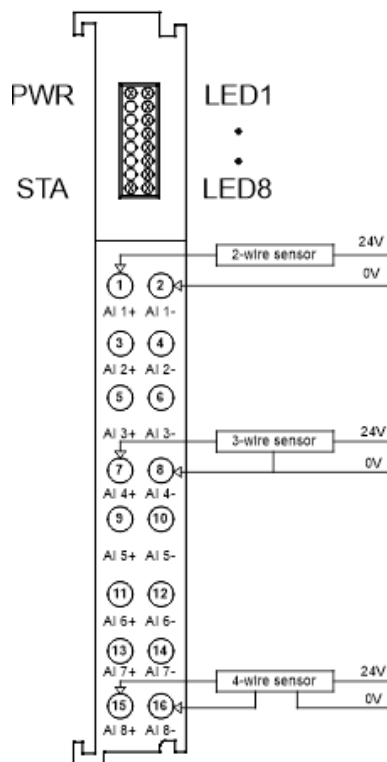 PWR LED1
STA LED8
24V
2-wire sensor
1 2 0V
AI 1+ AI 1-
3 4
AI 2+ AI 2-
5 6
AI 3+ AI 3- 24V
3-wire sensor
7 8 0V
AI 4+ AI 4-
9 10
AI 5+ AI 5-
11 12
AI 6+ AI 6-
13 14
AI 7+ AI 7- 24V
4-wire sensor
15 16 0V
AI 8+ AI 8-